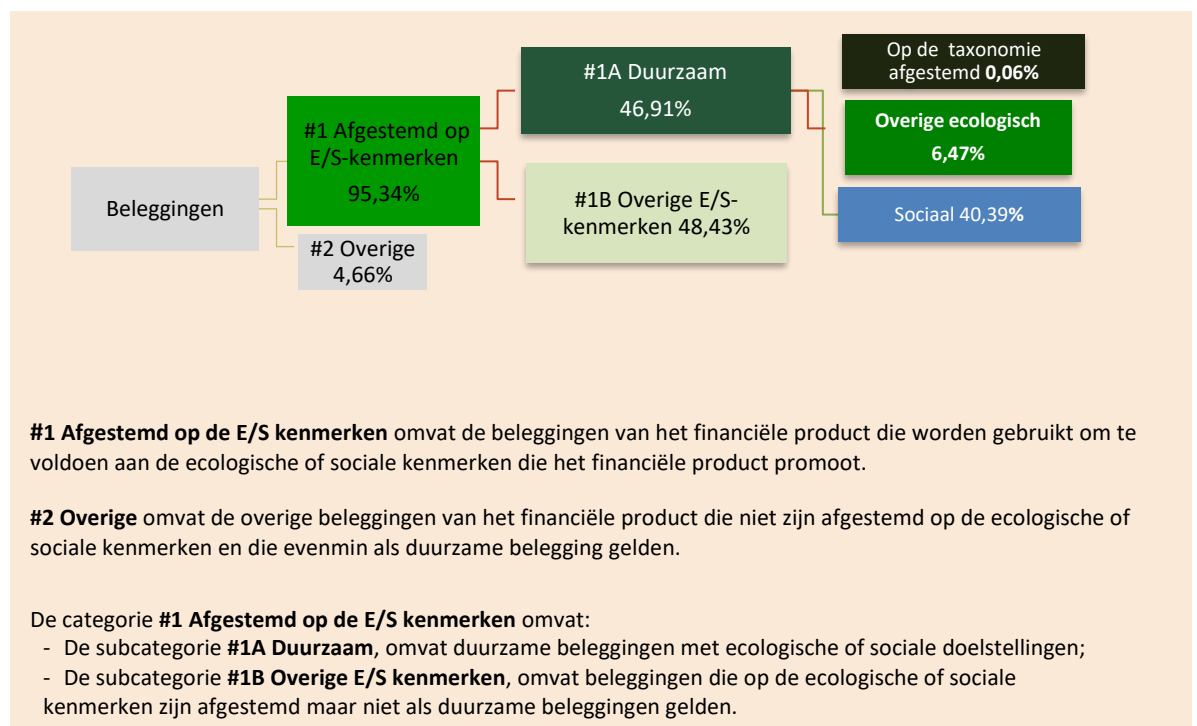 Beleggingen
#1 Afgestemd op
E/S-kenmerken
95,34%
#2 Overige
4,66%
#1A Duurzaam
46,91%
#1B Overige E/S-
kenmerken 48,43%
Op de taxonomie
afgestemd 0,06%
Overige ecologisch
6,47%
Sociaal 40,39%
#1 Afgestemd op de E/S kenmerken omvat de beleggingen van het financiële product die worden gebruikt om te
voldoen aan de ecologische of sociale kenmerken die het financiële product promoot.
#2 Overige omvat de overige beleggingen van het financiële product die niet zijn afgestemd op de ecologische of
sociale kenmerken en die evenmin als duurzame belegging gelden.
De categorie #1 Afgestemd op de E/S kenmerken omvat:
- De subcategorie #1A Duurzaam, omvat duurzame beleggingen met ecologische of sociale doelstellingen;
- De subcategorie #1B Overige E/S kenmerken, omvat beleggingen die op de ecologische of sociale
kenmerken zijn afgestemd maar niet als duurzame beleggingen gelden.